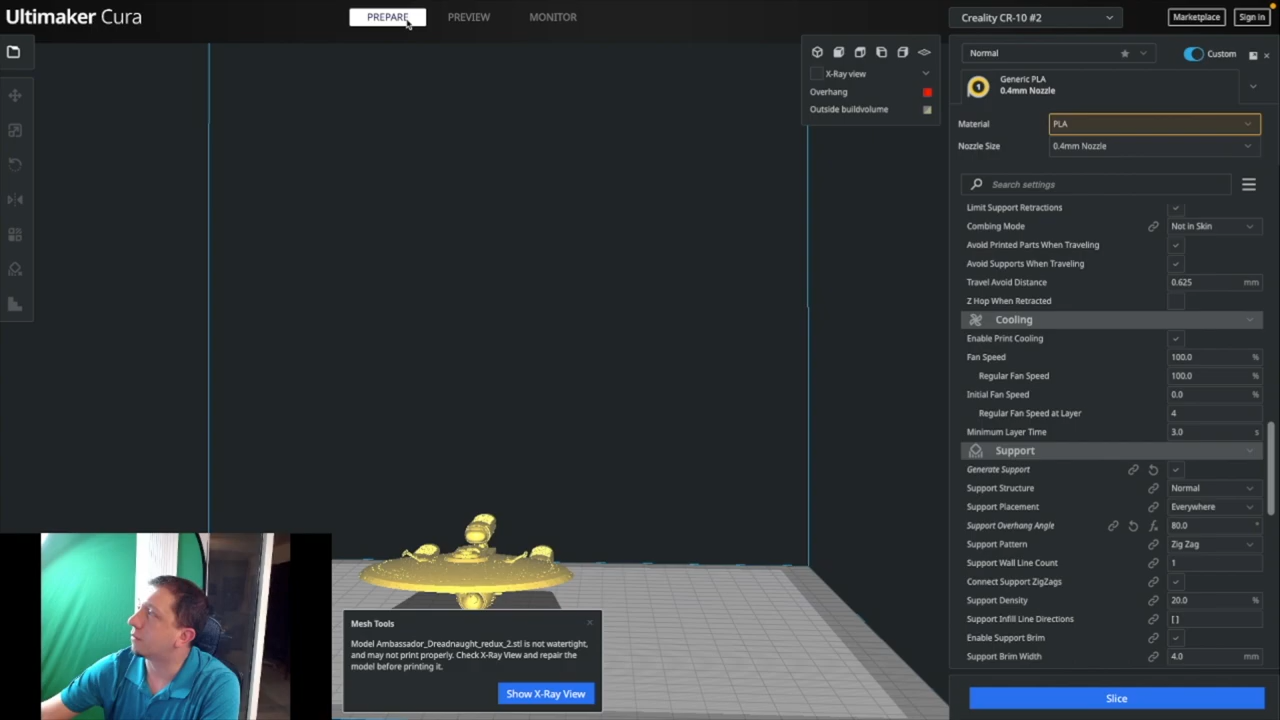 Ultimaker Cura
PREPARE
PREVIEW
MONITOR
Creality CR-10 #2
Marketplace
Sign in
X-Ray view
Overhang
Outside buildvolume
Normal
Custom
1
Generic PLA
0.4mm Nozzle
Material
PLA
Nozzle Size
0.4mm Nozzle
Search settings
Limit Support Retractions
Combing Mode
Not in Skin
Avoid Printed Parts When Traveling
Avoid Supports When Traveling
Travel Avoid Distance
0.625 mm
Z Hop When Retracted
Cooling
Enable Print Cooling
Fan Speed
100.0 %
Regular Fan Speed
100.0 %
Initial Fan Speed
0.0 %
Regular Fan Speed at Layer
4
Minimum Layer Time
3.0 s
Support
Generate Support
Support Structure
Normal
Support Placement
Everywhere
Support Overhang Angle
80.0 °
Support Pattern
Zig Zag
Support Wall Line Count
1
Connect Support ZigZags
Support Density
20.0 %
Support Infill Line Directions
[ ]
Enable Support Brim
Support Brim Width
4.0 mm
Slice
Mesh Tools
Model Ambassador_Dreadnaught_redux_2.stl is not watertight,
and may not print properly. Check X-Ray View and repair the
model before printing it.
Show X-Ray View